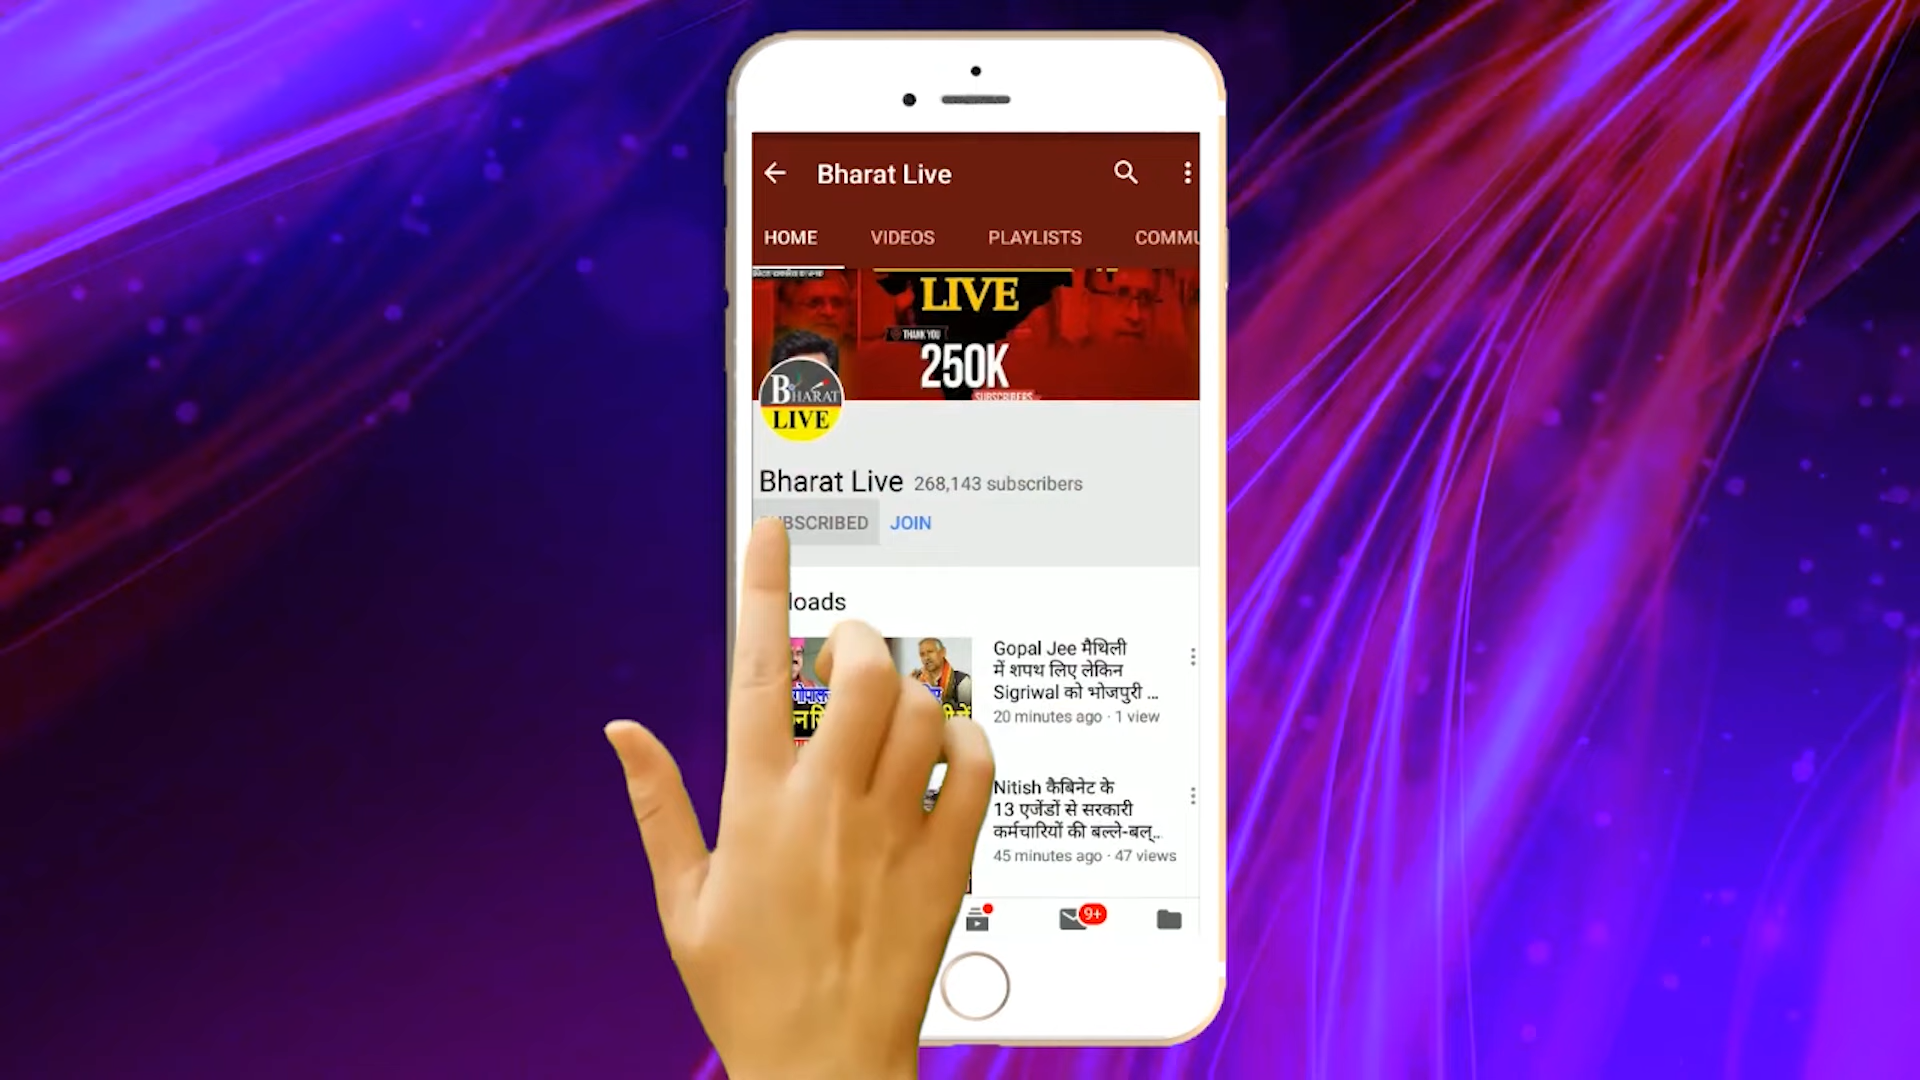 Bharat Live
HOME VIDEOS PLAYLISTS COMMU
LIVE
THANK YOU
250K
SUBSCRIBERS
BHARAT
LIVE
Bharat Live 268,143 subscribers
UBSCRIBED JOIN
loads
Gopal Jee मैथिली
में शपथ लिए लेकिन
Sigriwal को भोजपुरी ...
20 minutes ago · 1 view
Nitish कैबिनेट के
13 एजेंडों से सरकारी
कर्मचारियों की बल्ले-बल्...
45 minutes ago · 47 views
9+